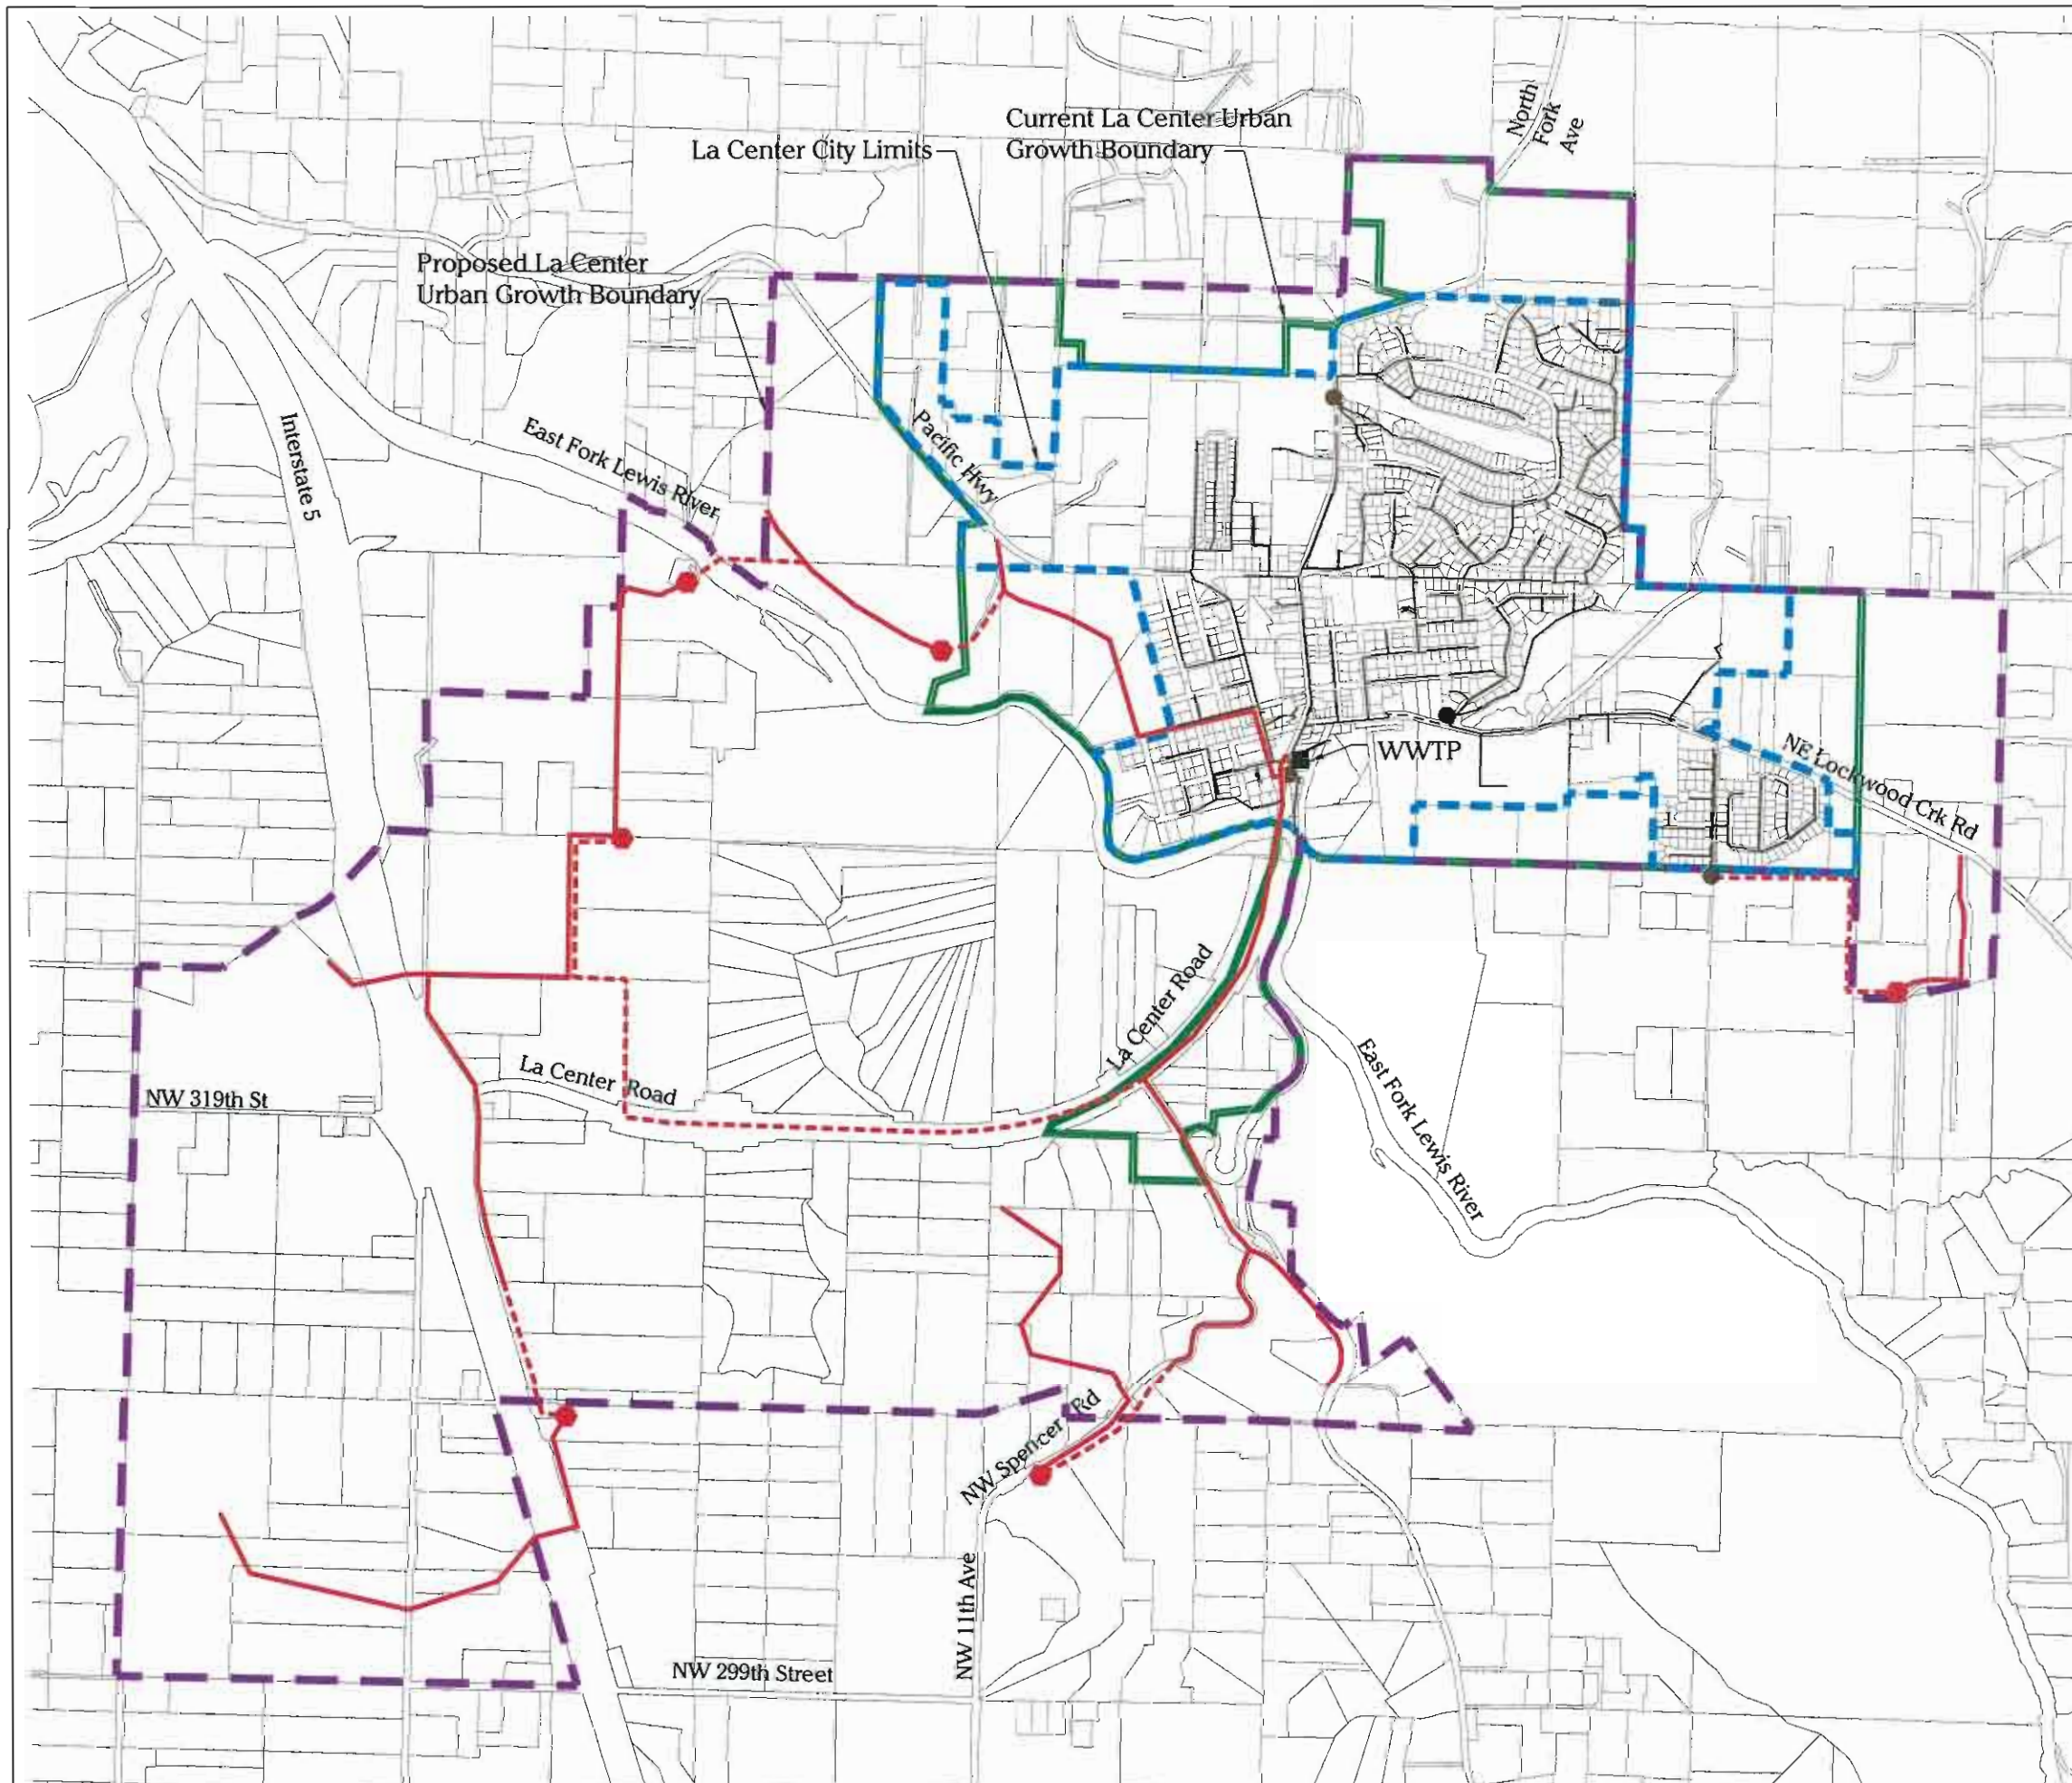 North
Fork
Ave
Current La Center Urban
Growth Boundary
La Center City Limits
Proposed La Center
Urban Growth Boundary
Interstate 5
East Fork Lewis River
Pacific Hwy
WWTP
NE Lockwood Crk Rd
La Center Road
East Fork Lewis River
La Center Road
NW 319th St
NW Spencer Rd
NW 11th Ave
NW 299th Street